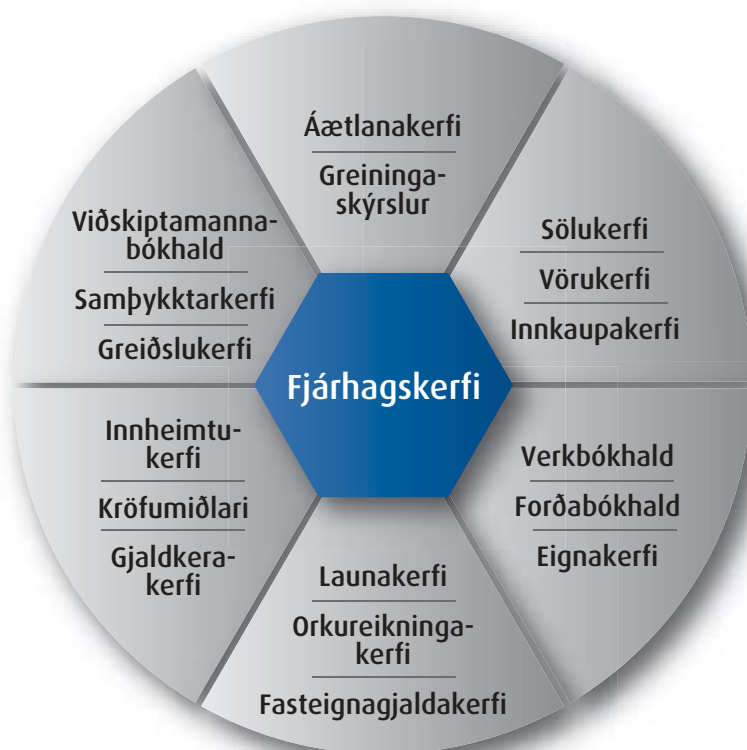 Áætlanakerfi
Greininga-
skýrslur
Sölukerfi
Vörukerfi
Innkaupakerfi
Verkbókhald
Forðabókhald
Eignakerfi
Launakerfi
Orkureikninga-
kerfi
Fasteignagjaldakerfi
Innheimtu-
kerfi
Kröfumiðlari
Gjaldkera-
kerfi
Viðskiptamanna-
bókhald
Samþykktarkerfi
Greiðslukerfi
Fjárhagskerfi